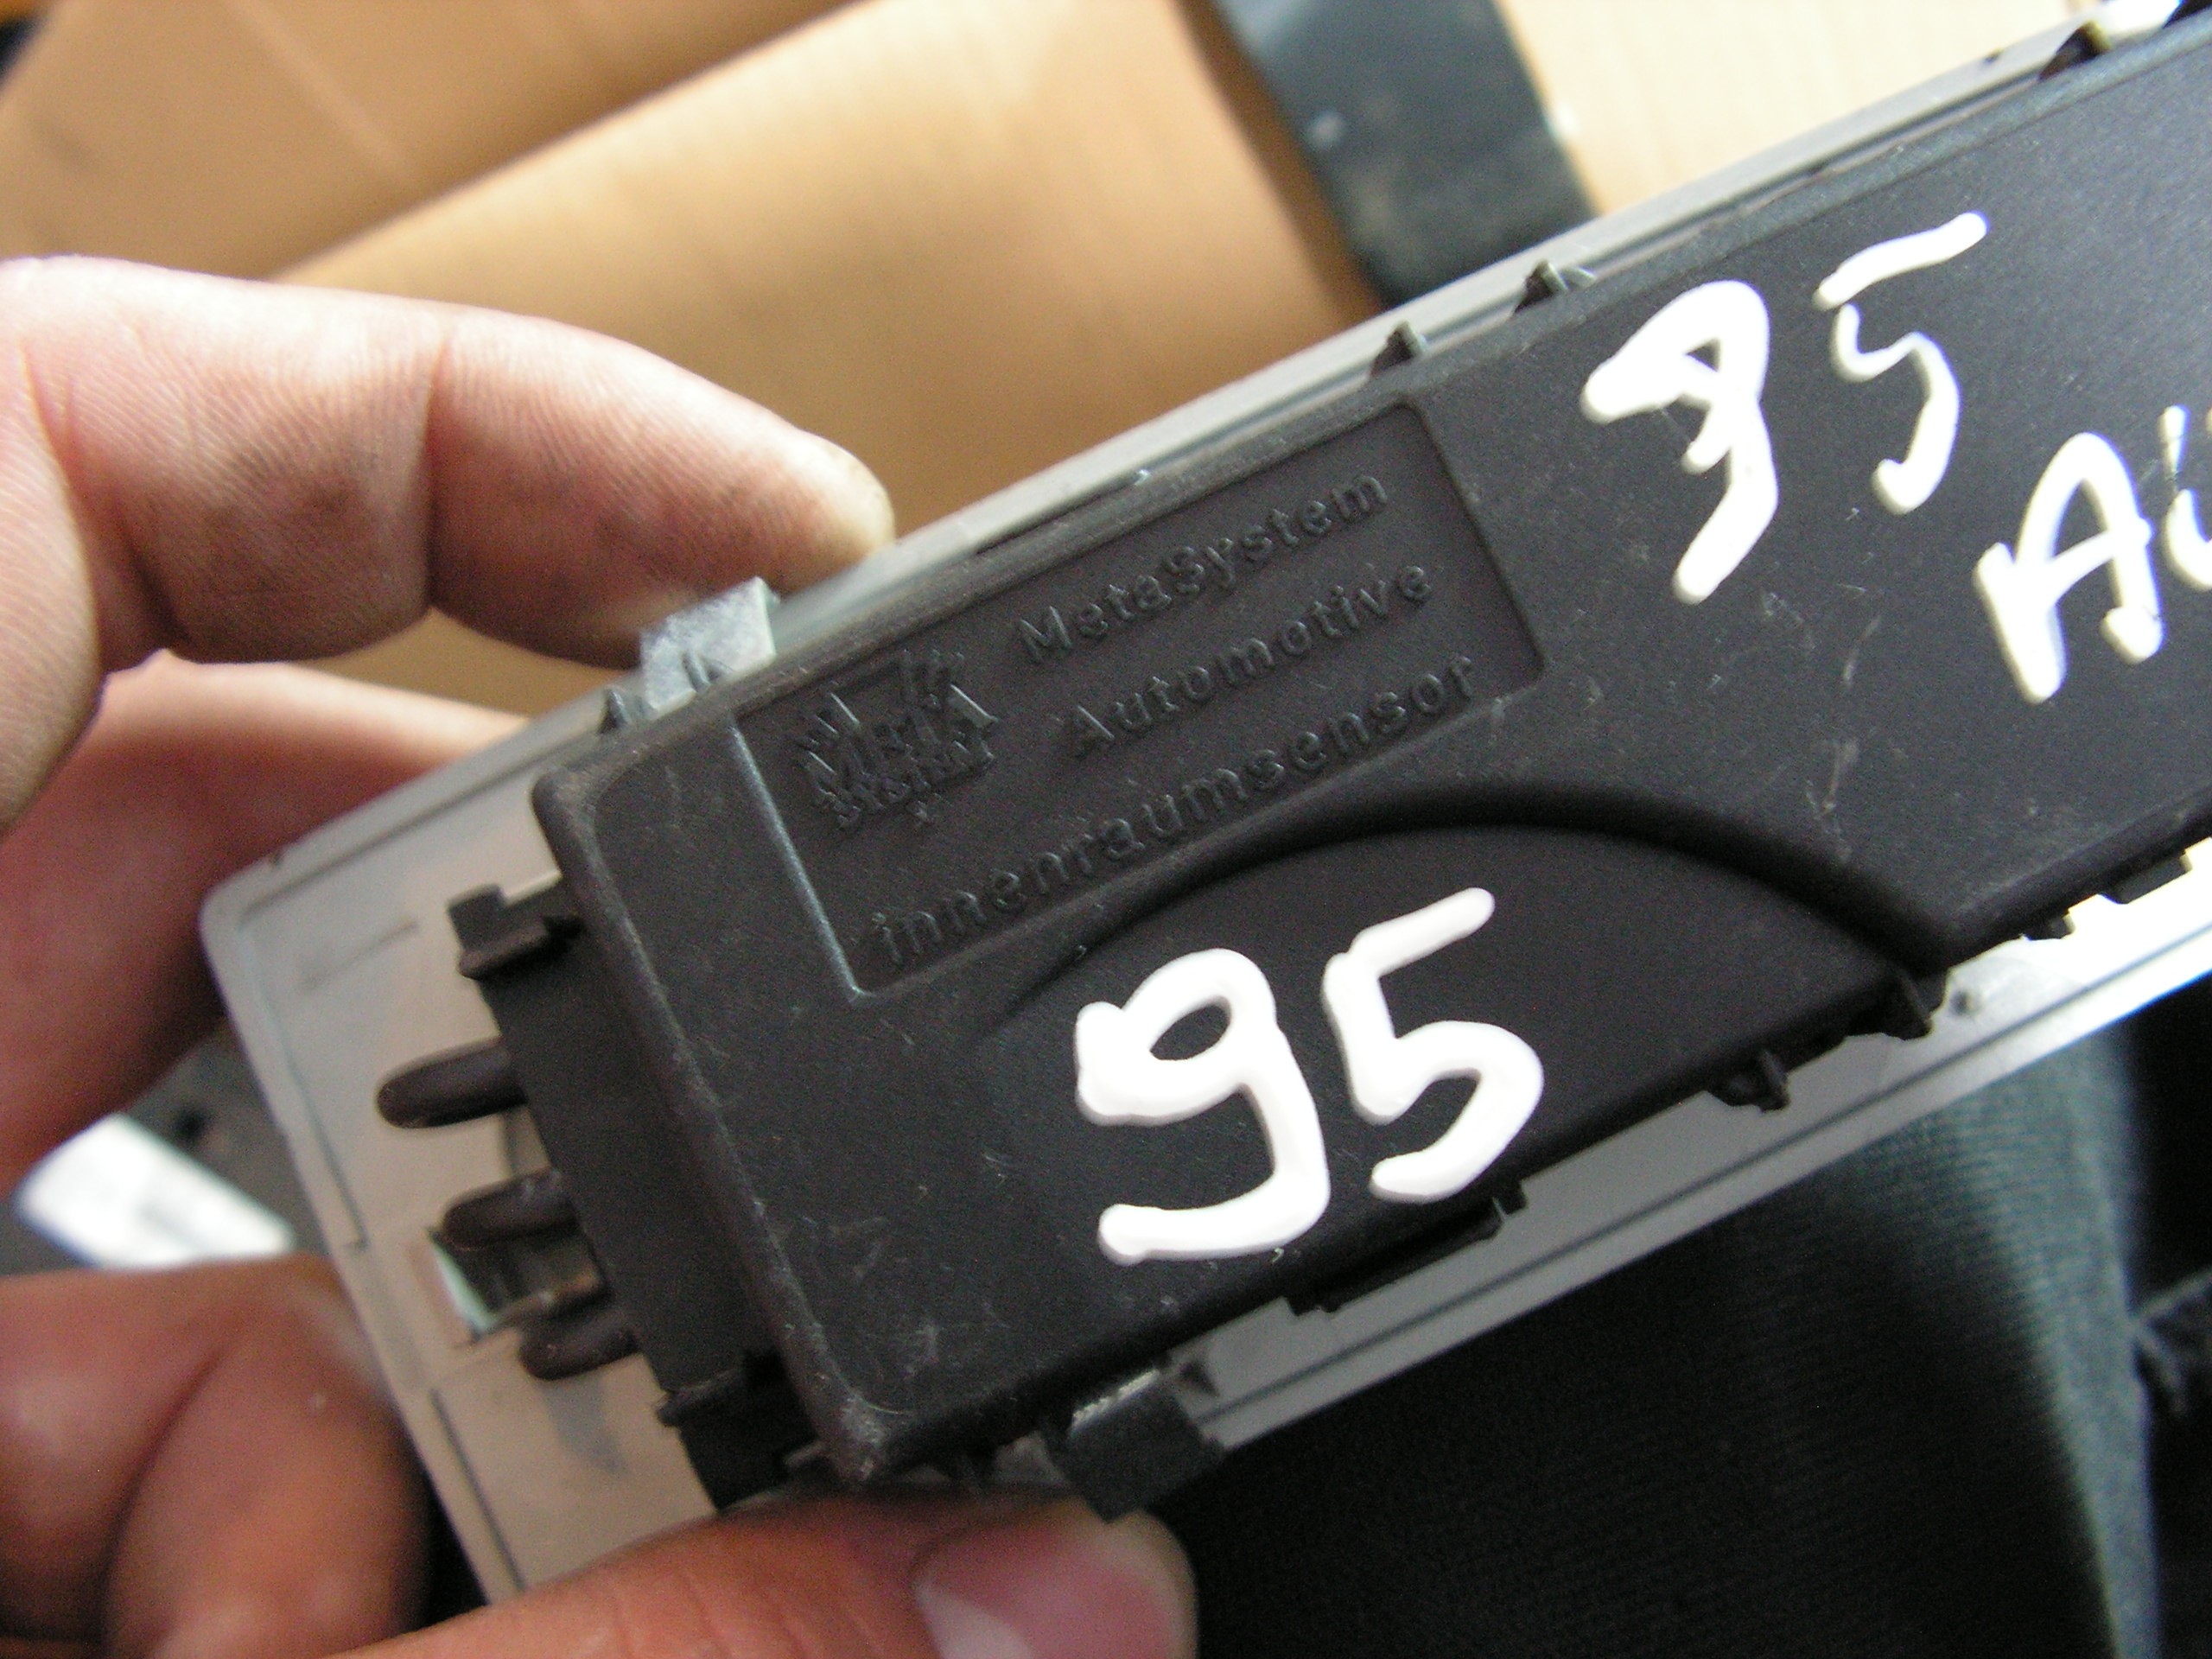 MetaSystem
Automotive
innenraumsensor
95
95